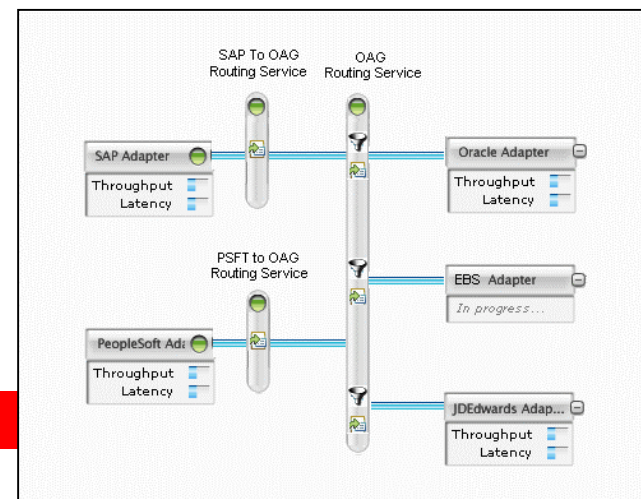 SAP To OAG
Routing Service
OAG
Routing Service
SAP Adapter
Throughput
Latency
Oracle Adapter
Throughput
Latency
PSFT to OAG
Routing Service
EBS Adapter
In progress...
PeopleSoft Ada
Throughput
Latency
JDEdwards Adap...
Throughput
Latency